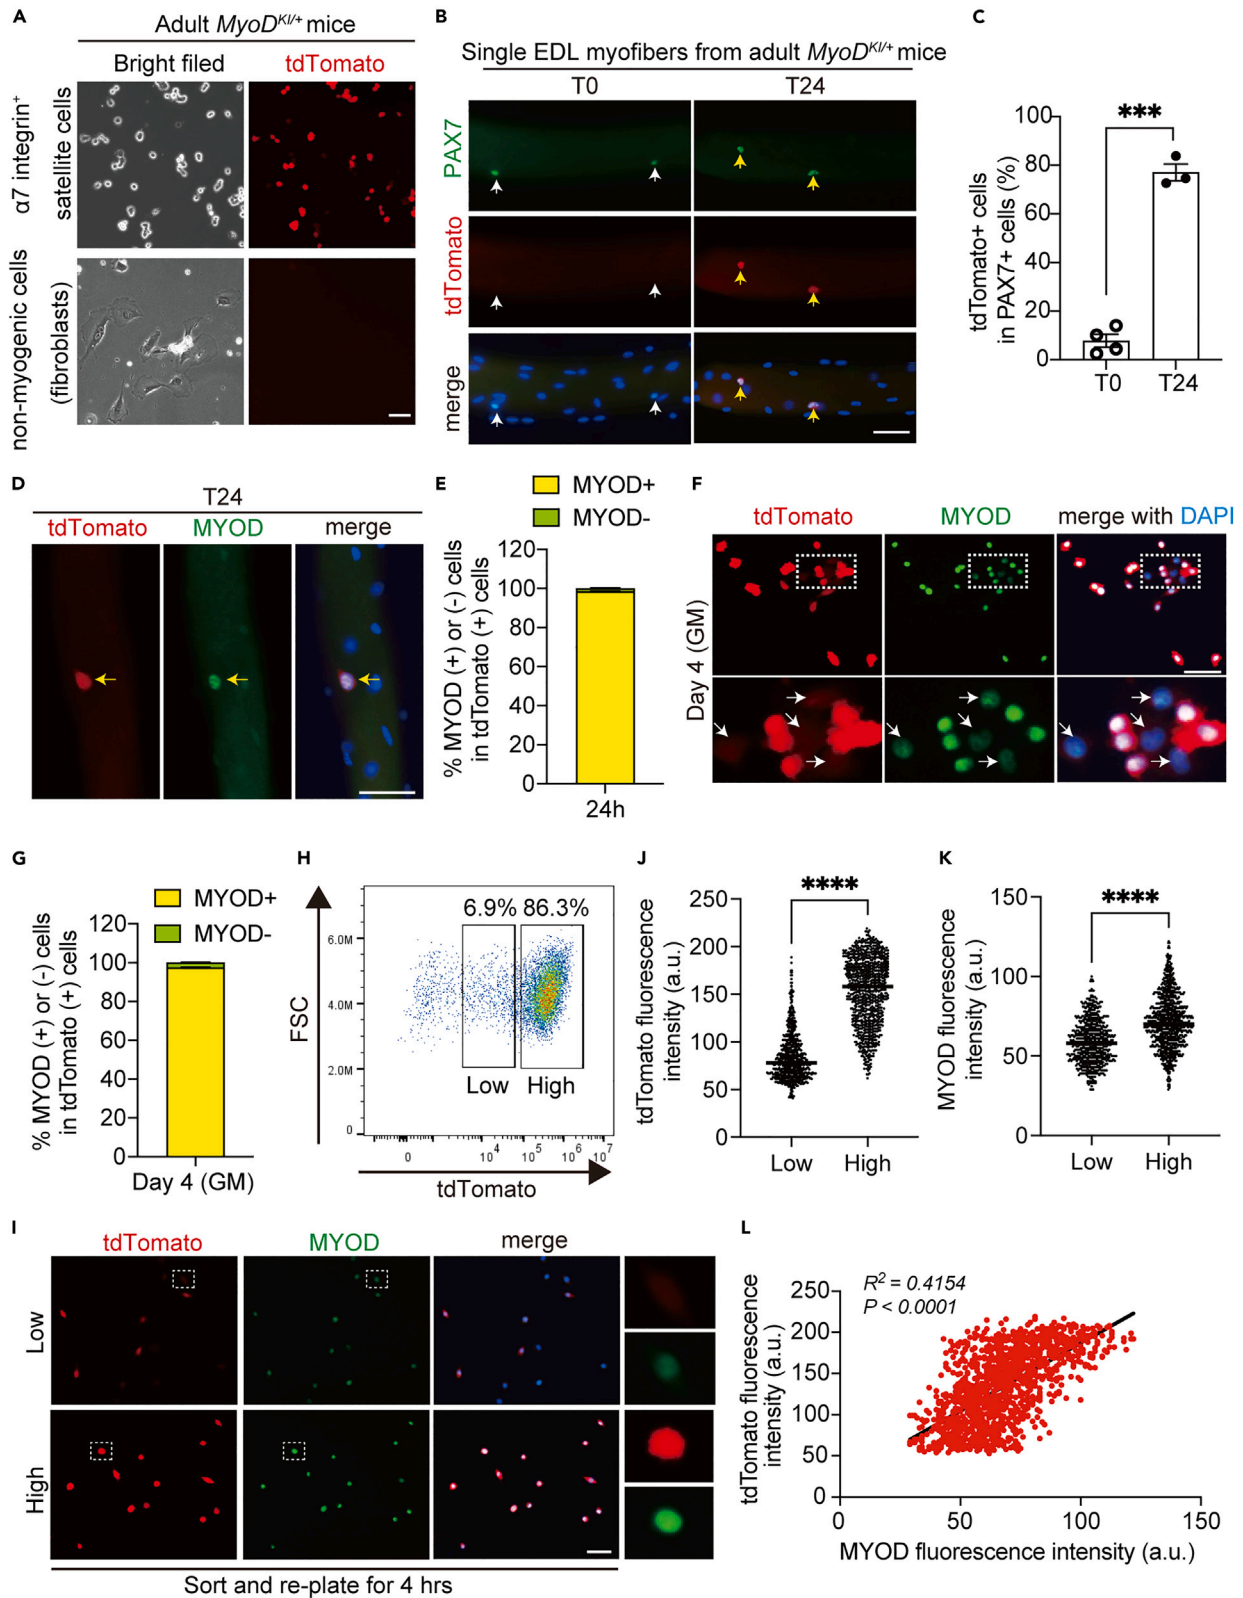 A
Adult MyoD^KI/+ mice
Bright filed
tdTomato
α7 integrin⁺
satellite cells
non-myogenic cells
(fibroblasts)
B
Single EDL myofibers from adult MyoD^KI/+ mice
T0
T24
PAX7
tdTomato
merge
C
***
tdTomato+ cells
in PAX7+ cells (%)
100
80
60
40
20
0
T0
T24
D
T24
tdTomato
MYOD
merge
E
MYOD+
MYOD-
% MYOD (+) or (-) cells
in tdTomato (+) cells
120
100
80
60
40
20
0
24h
F
tdTomato
MYOD
merge with DAPI
Day 4 (GM)
G
MYOD+
MYOD-
% MYOD (+) or (-) cells
in tdTomato (+) cells
120
100
80
60
40
20
0
Day 4 (GM)
H
6.9%
86.3%
FSC
6.0M
4.0M
2.0M
0
Low
High
0
10^4
10^5
10^6
10^7
tdTomato
J
****
tdTomato fluorescence
intensity (a.u.)
250
200
150
100
50
0
Low
High
K
****
MYOD fluorescence
intensity (a.u.)
150
100
50
0
Low
High
I
tdTomato
MYOD
merge
Low
High
Sort and re-plate for 4 hrs
L
R² = 0.4154
P < 0.0001
tdTomato fluorescence
intensity (a.u.)
250
200
150
100
50
0
0
50
100
150
MYOD fluorescence intensity (a.u.)